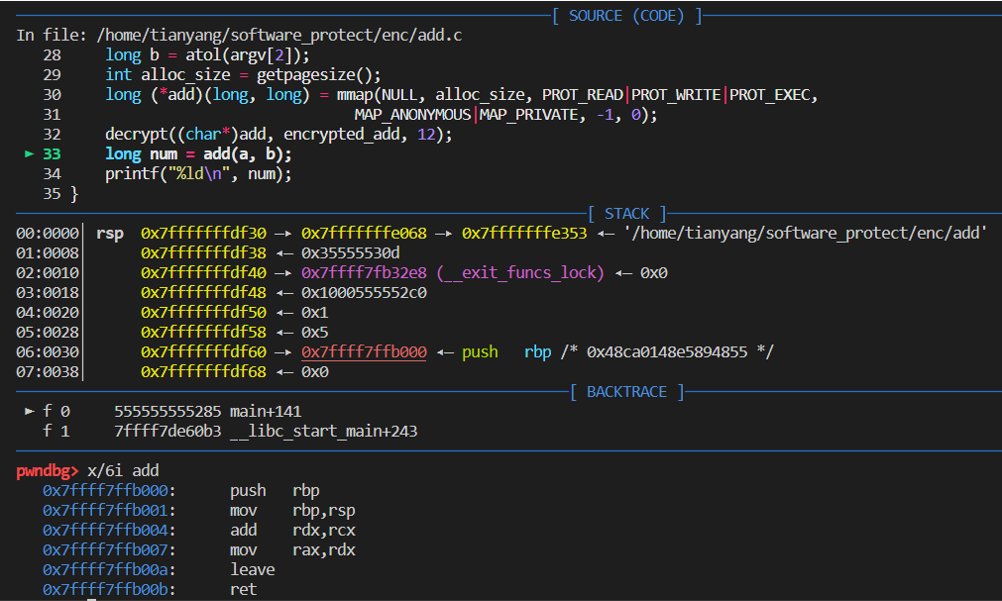 [ SOURCE (CODE) ]
In file: /home/tianyang/software_protect/enc/add.c
28 long b = atol(argv[2]);
29 int alloc_size = getpagesize();
30 long (*add)(long, long) = mmap(NULL, alloc_size, PROT_READ|PROT_WRITE|PROT_EXEC,
31 MAP_ANONYMOUS|MAP_PRIVATE, -1, 0);
32 decrypt((char*)add, encrypted_add, 12);
► 33 long num = add(a, b);
34 printf("%ld\n", num);
35 }
[ STACK ]
00:0000│ rsp 0x7fffffffdf30 —▸ 0x7fffffffe068 —▸ 0x7fffffffe353 ◂— '/home/tianyang/software_protect/enc/add'
01:0008│ 0x7fffffffdf38 ◂— 0x35555530d
02:0010│ 0x7fffffffdf40 —▸ 0x7ffff7fb32e8 (__exit_funcs_lock) ◂— 0x0
03:0018│ 0x7fffffffdf48 ◂— 0x1000555552c0
04:0020│ 0x7fffffffdf50 ◂— 0x1
05:0028│ 0x7fffffffdf58 ◂— 0x5
06:0030│ 0x7fffffffdf60 —▸ 0x7ffff7ffb000 ◂— push rbp /* 0x48ca0148e5894855 */
07:0038│ 0x7fffffffdf68 ◂— 0x0
[ BACKTRACE ]
► f 0 555555555285 main+141
f 1 7ffff7de60b3 __libc_start_main+243
pwndbg> x/6i add
0x7ffff7ffb000: push rbp
0x7ffff7ffb001: mov rbp,rsp
0x7ffff7ffb004: add rdx,rcx
0x7ffff7ffb007: mov rax,rdx
0x7ffff7ffb00a: leave
0x7ffff7ffb00b: ret